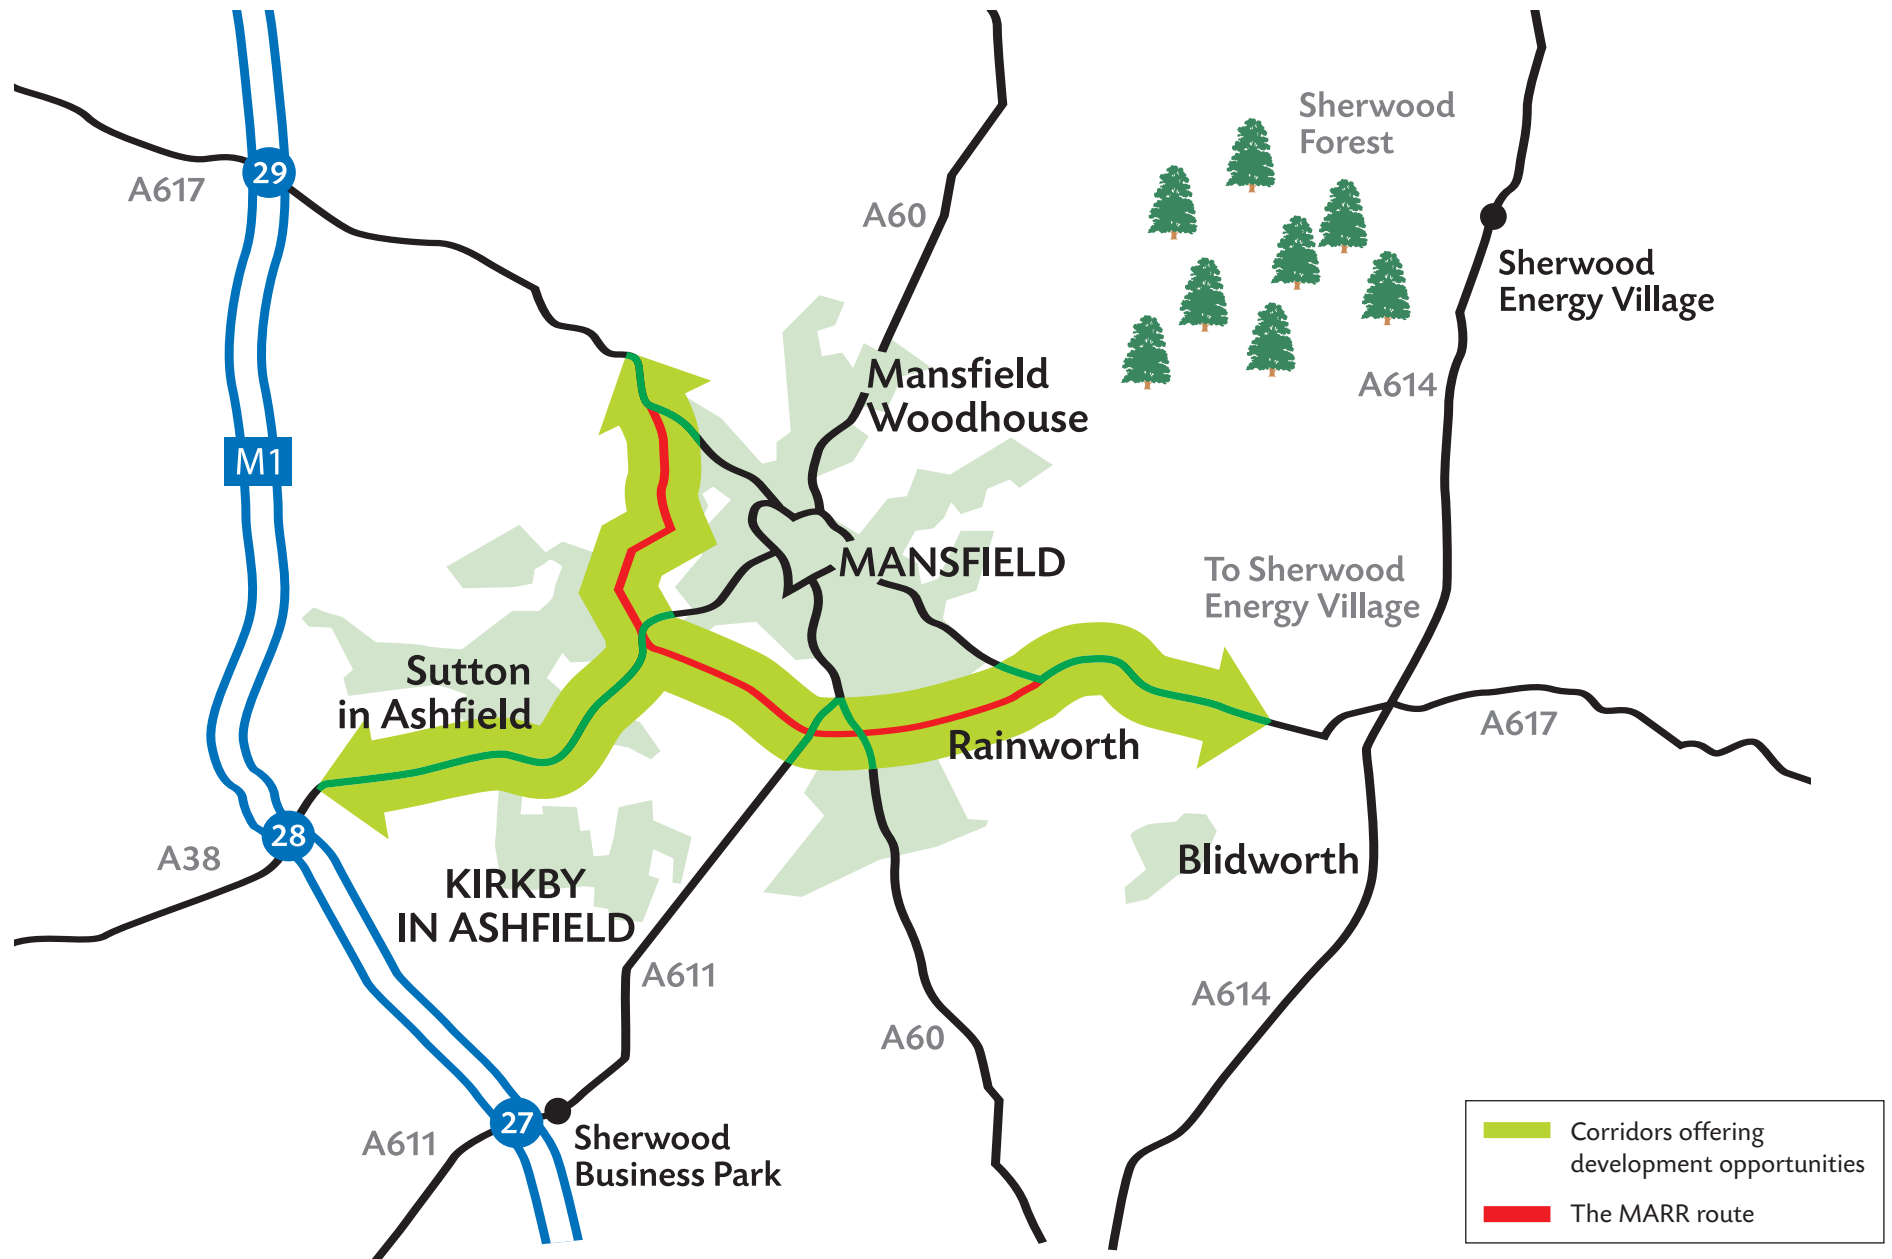 Sherwood
Forest
29
A617
A60
Sherwood
Energy Village
Mansfield
Woodhouse
A614
M1
MANSFIELD
To Sherwood
Energy Village
Sutton
in Ashfield
A617
Rainworth
28
A38
Blidworth
KIRKBY
IN ASHFIELD
A611
A614
A60
27
A611
Sherwood
Business Park
Corridors offering
development opportunities
The MARR route